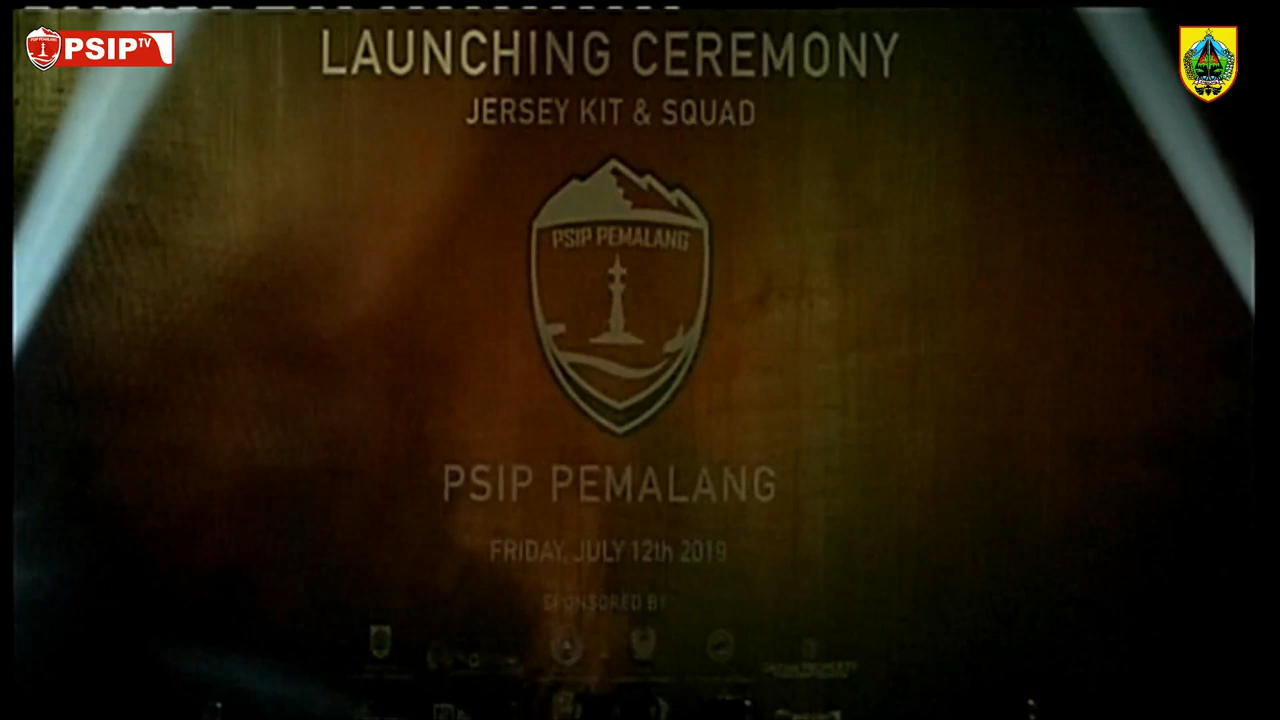 PSIP TV
LAUNCHING CEREMONY
JERSEY KIT & SQUAD
PSIP PEMALANG
PSIP PEMALANG
FRIDAY, JULY 12th 2019
SPONSORED BY